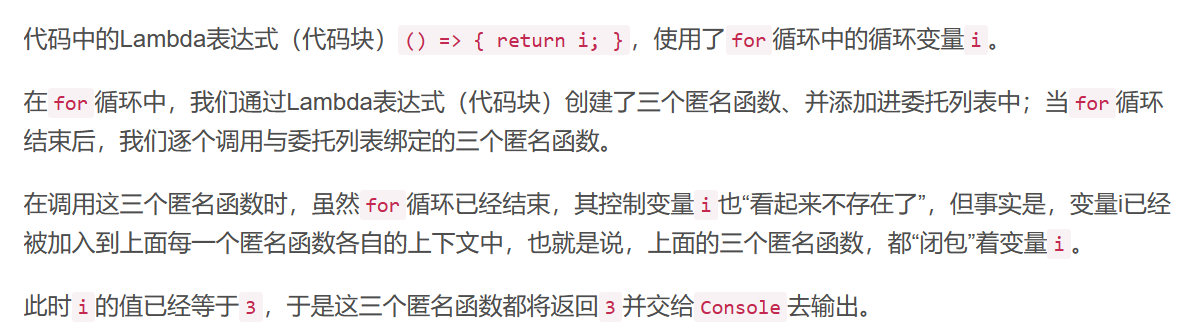 代码中的Lambda表达式（代码块）() => { return i; }，使用了for循环中的循环变量i。
在for循环中，我们通过Lambda表达式（代码块）创建了三个匿名函数、并添加进委托列表中；当for循环
结束后，我们逐个调用与委托列表绑定的三个匿名函数。
在调用这三个匿名函数时，虽然for循环已经结束，其控制变量i也“看起来不存在了”，但事实是，变量i已经
被加入到上面每一个匿名函数各自的上下文中，也就是说，上面的三个匿名函数，都“闭包”着变量i。
此时i的值已经等于3，于是这三个匿名函数都将返回3并交给Console去输出。